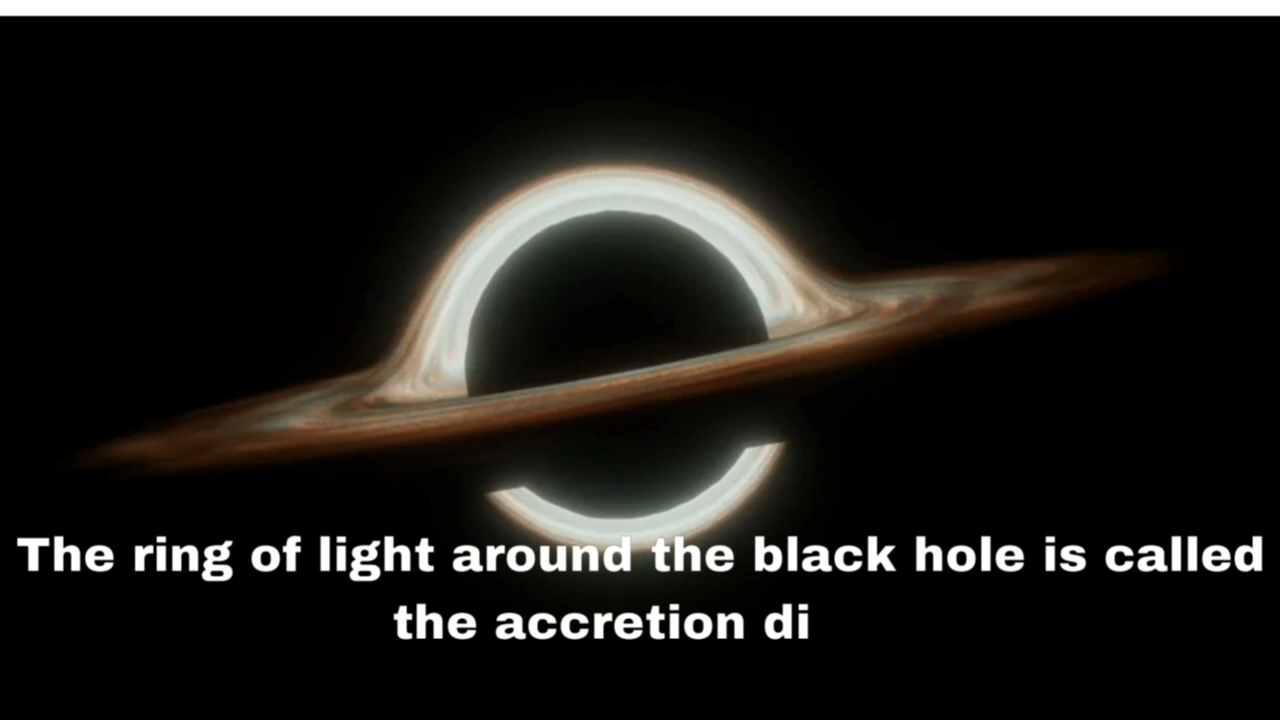 The ring of light around the black hole is called
the accretion di